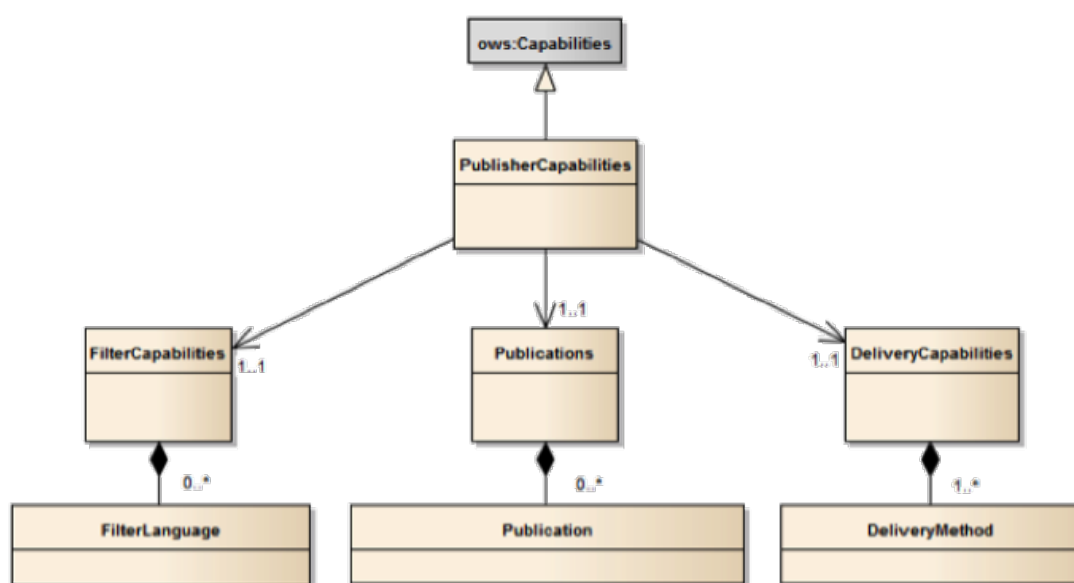 ows:Capabilities
PublisherCapabilities
1..1
FilterCapabilities
1..1
Publications
DeliveryCapabilities
1..1
0..*
0..*
1..*
FilterLanguage
Publication
DeliveryMethod